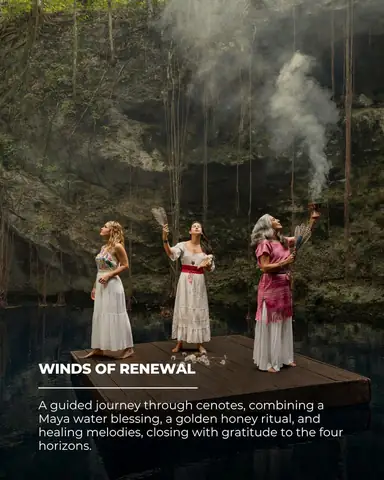 WINDS OF RENEWAL
A guided journey through cenotes, combining a
Maya water blessing, a golden honey ritual, and
healing melodies, closing with gratitude to the four
horizons.